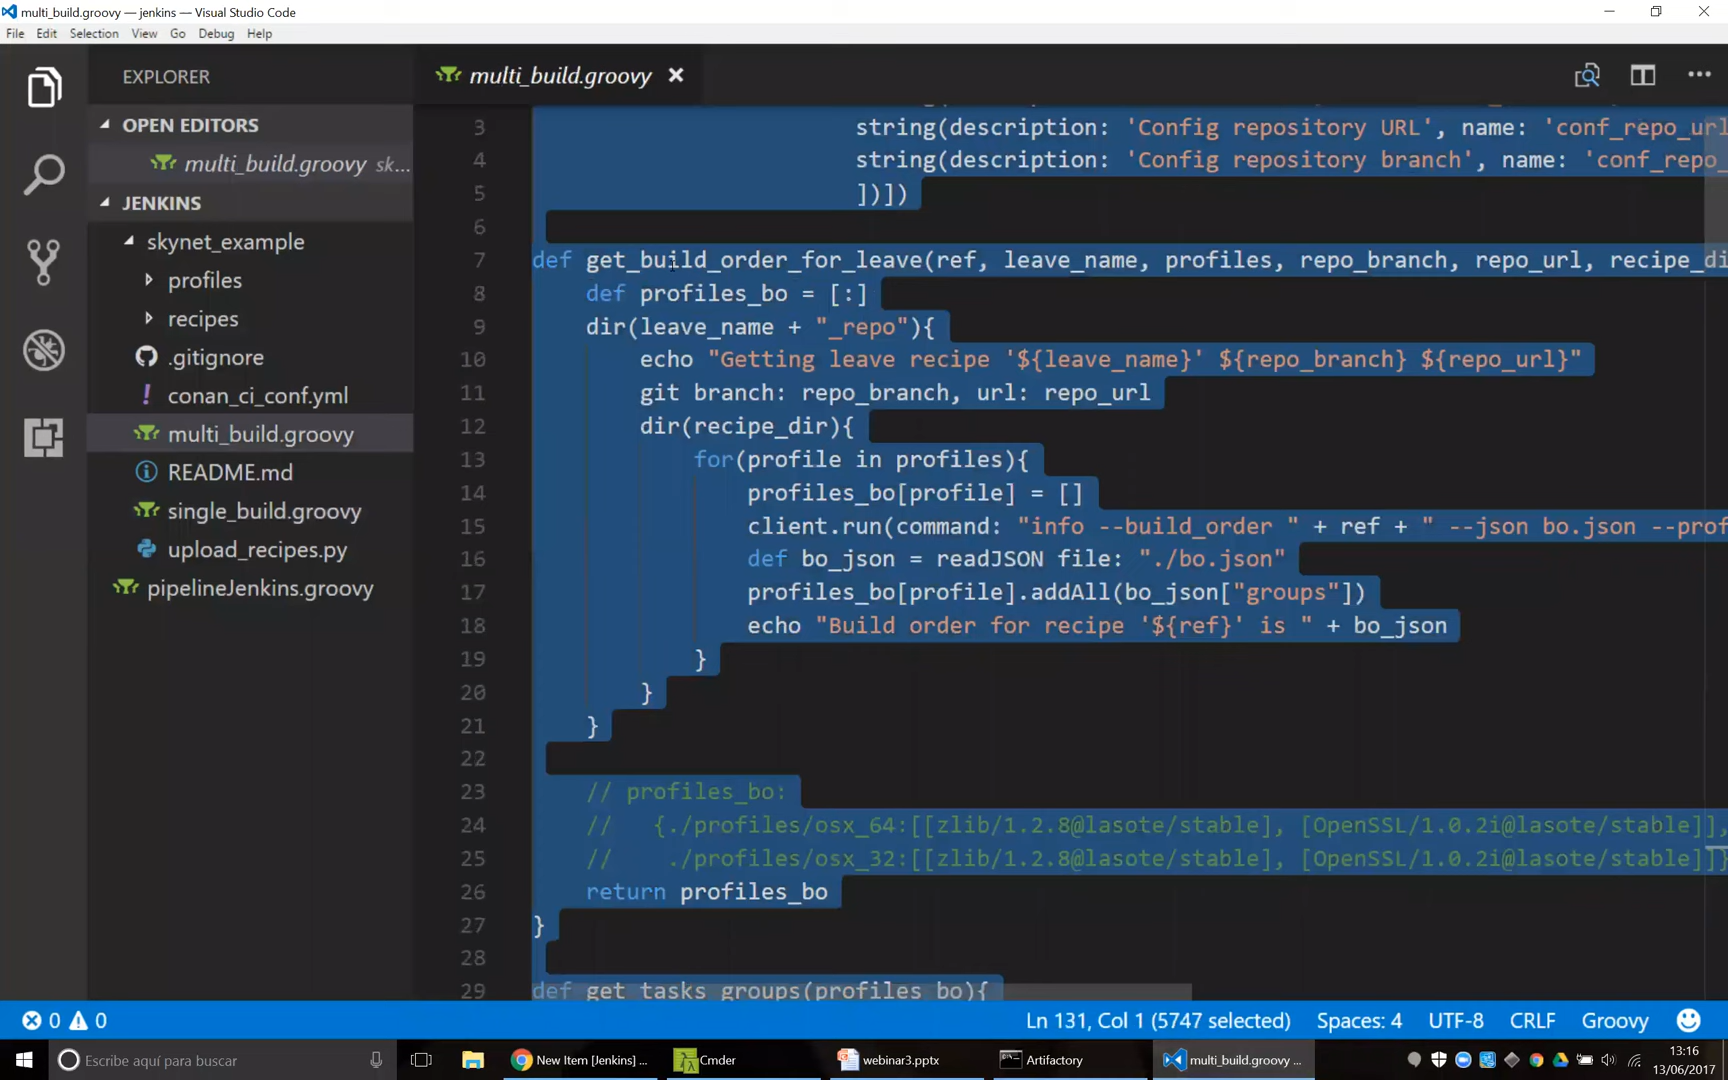 multi_build.groovy — jenkins — Visual Studio Code
File Edit Selection View Go Debug Help
EXPLORER
multi_build.groovy
OPEN EDITORS
multi_build.groovy sk...
JENKINS
skynet_example
profiles
recipes
.gitignore
conan_ci_conf.yml
multi_build.groovy
README.md
single_build.groovy
upload_recipes.py
pipelineJenkins.groovy
3 string(description: 'Config repository URL', name: 'conf_repo_url
4 string(description: 'Config repository branch', name: 'conf_repo_
5 ])])
6
7 def get_build_order_for_leave(ref, leave_name, profiles, repo_branch, repo_url, recipe_di
8 def profiles_bo = [:]
9 dir(leave_name + "_repo"){
10 echo "Getting leave recipe '${leave_name}' ${repo_branch} ${repo_url}"
11 git branch: repo_branch, url: repo_url
12 dir(recipe_dir){
13 for(profile in profiles){
14 profiles_bo[profile] = []
15 client.run(command: "info --build_order " + ref + " --json bo.json --prof
16 def bo_json = readJSON file: "./bo.json"
17 profiles_bo[profile].addAll(bo_json["groups"])
18 echo "Build order for recipe '${ref}' is " + bo_json
19 }
20 }
21 }
22
23 // profiles_bo:
24 // {./profiles/osx_64:[[zlib/1.2.8@lasote/stable], [OpenSSL/1.0.2i@lasote/stable]],
25 // ./profiles/osx_32:[[zlib/1.2.8@lasote/stable], [OpenSSL/1.0.2i@lasote/stable]]}
26 return profiles_bo
27 }
28
29 def get_tasks_groups(profiles_bo){
0 0 Ln 131, Col 1 (5747 selected) Spaces: 4 UTF-8 CRLF Groovy
Escribe aquí para buscar New Item [Jenkins] ... Cmder webinar3.pptx Artifactory multi_build.groovy ... 13:16
13/06/2017